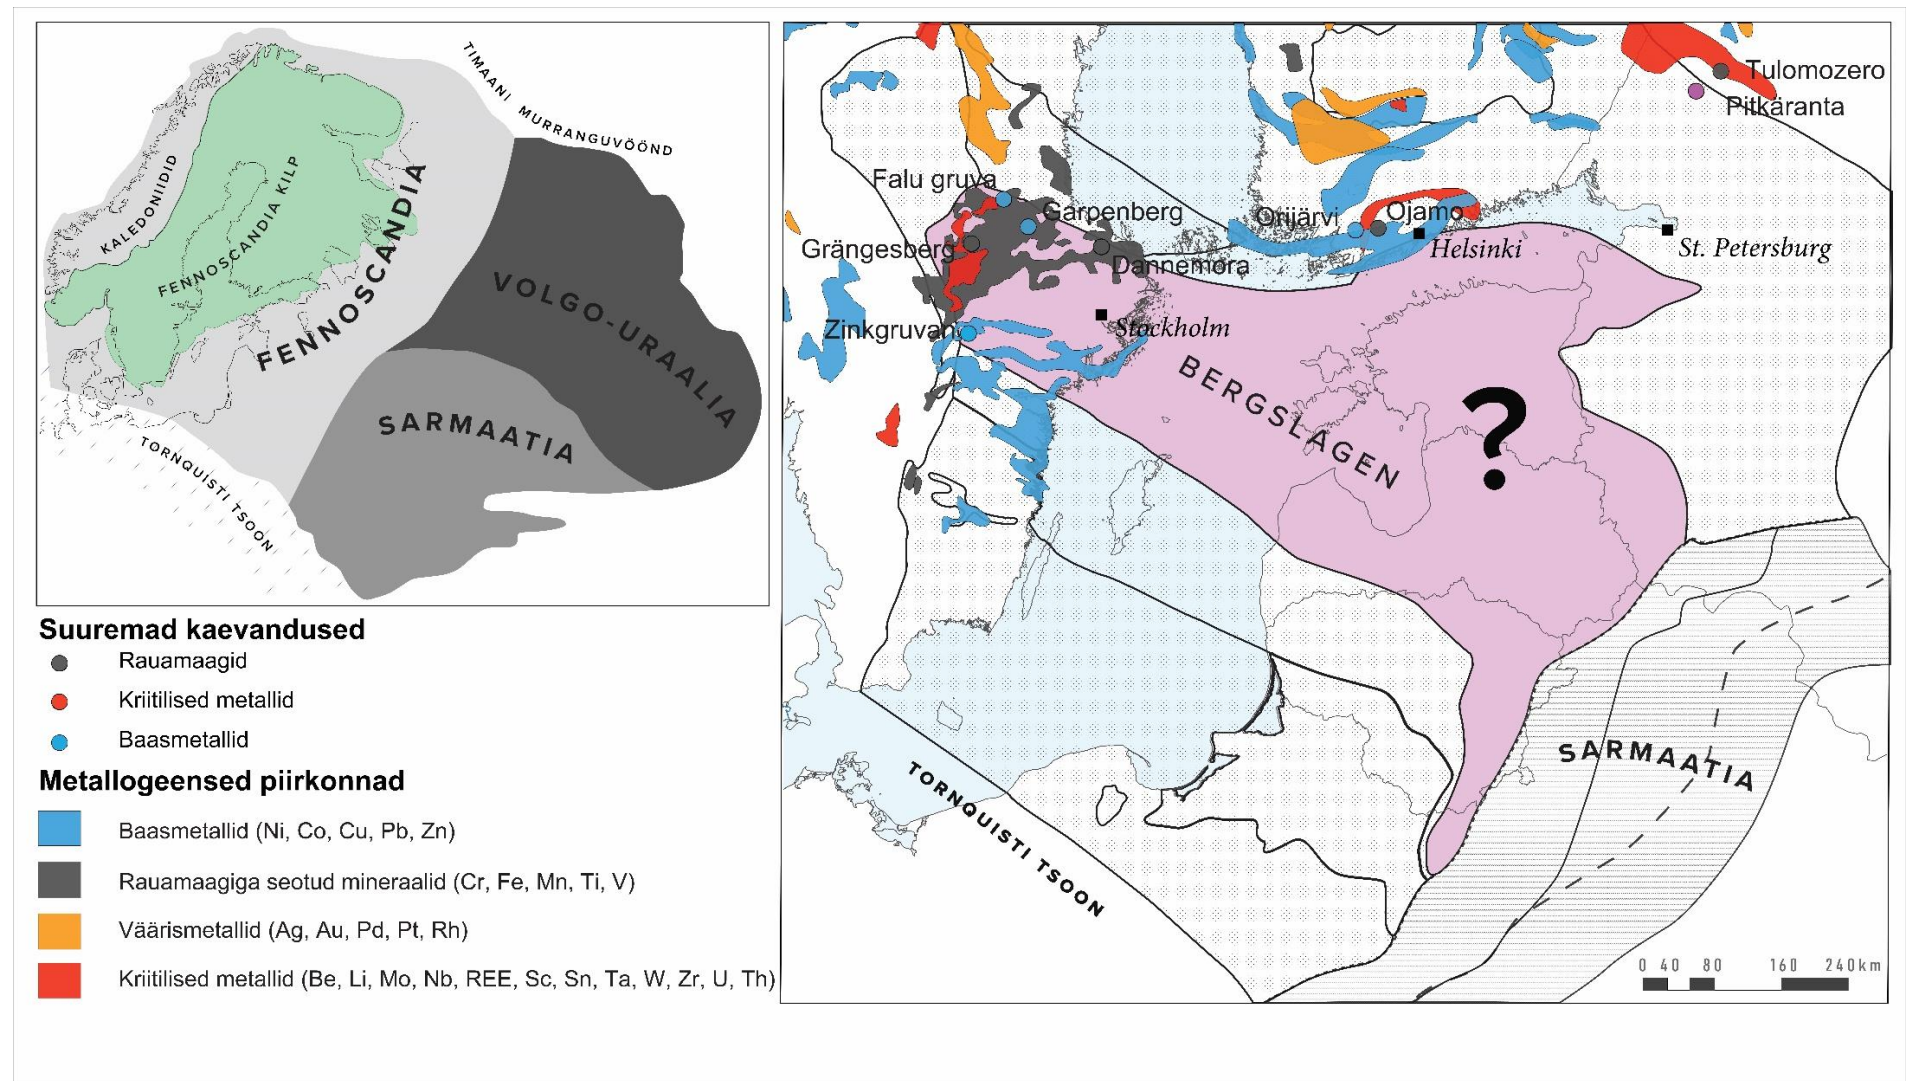 TIMAANI MURRANGUVÖÖND
KALEDONIIDID
FENNOSCANDIA KILP
FENNOSCANDIA
VOLGO-URAALIA
SARMAATIA
TORNQUISTI TSOON
Suuremad kaevandused
Rauamaagid
Kriitilised metallid
Baasmetallid
Metallogeensed piirkonnad
Baasmetallid (Ni, Co, Cu, Pb, Zn)
Rauamaagiga seotud mineraalid (Cr, Fe, Mn, Ti, V)
Väärismetallid (Ag, Au, Pd, Pt, Rh)
Kriitilised metallid (Be, Li, Mo, Nb, REE, Sc, Sn, Ta, W, Zr, U, Th)
Tulomozero
Pitkäranta
Falu gruva
Garpenberg
Orijärvi
Ojamo
Grängesberg
Dannemora
Helsinki
St. Petersburg
Zinkgruvan
Stockholm
BERGSLAGEN
?
SARMAATIA
TORNQUISTI TSOON
0 40 80 160 240km